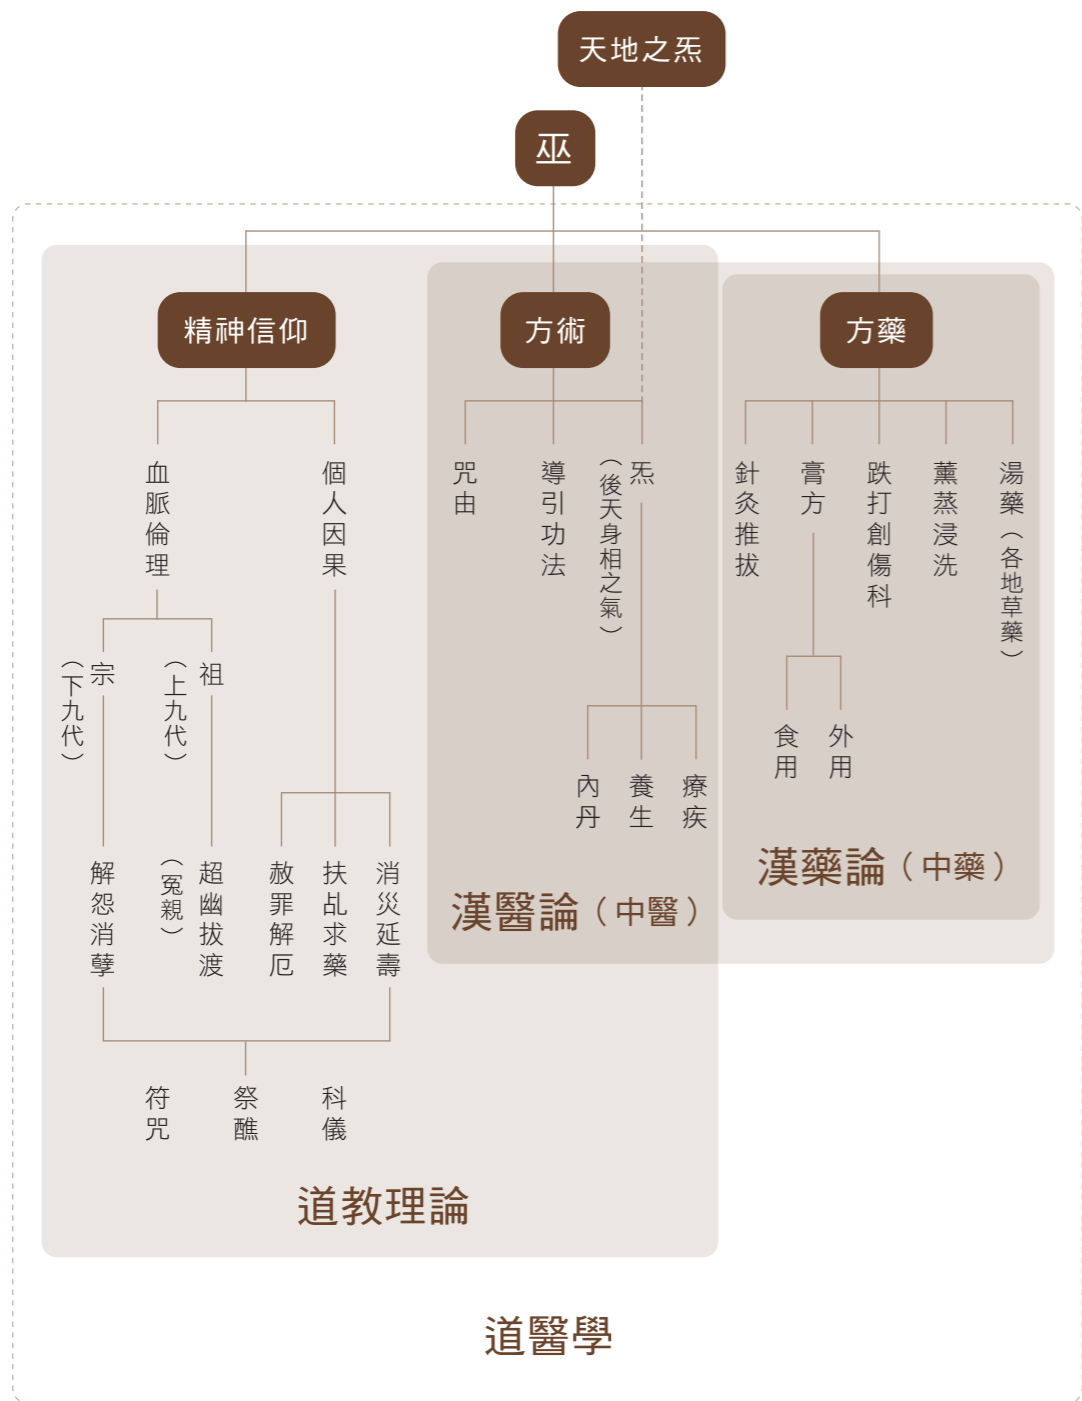 天地之炁
巫
精神信仰
方術
方藥
血脈倫理
個人因果
咒由
導引功法
炁
（後天身相之氣）
針灸推拔
膏方
跌打創傷科
薰蒸浸洗
湯藥（各地草藥）
宗
（下九代）
祖
（上九代）
食用
外用
內丹
養生
療疾
解怨消孽
超幽拔渡
（冤親）
赦罪解厄
扶乩求藥
消災延壽
漢醫論（中醫）
漢藥論（中藥）
符咒
祭醮
科儀
道教理論
道醫學